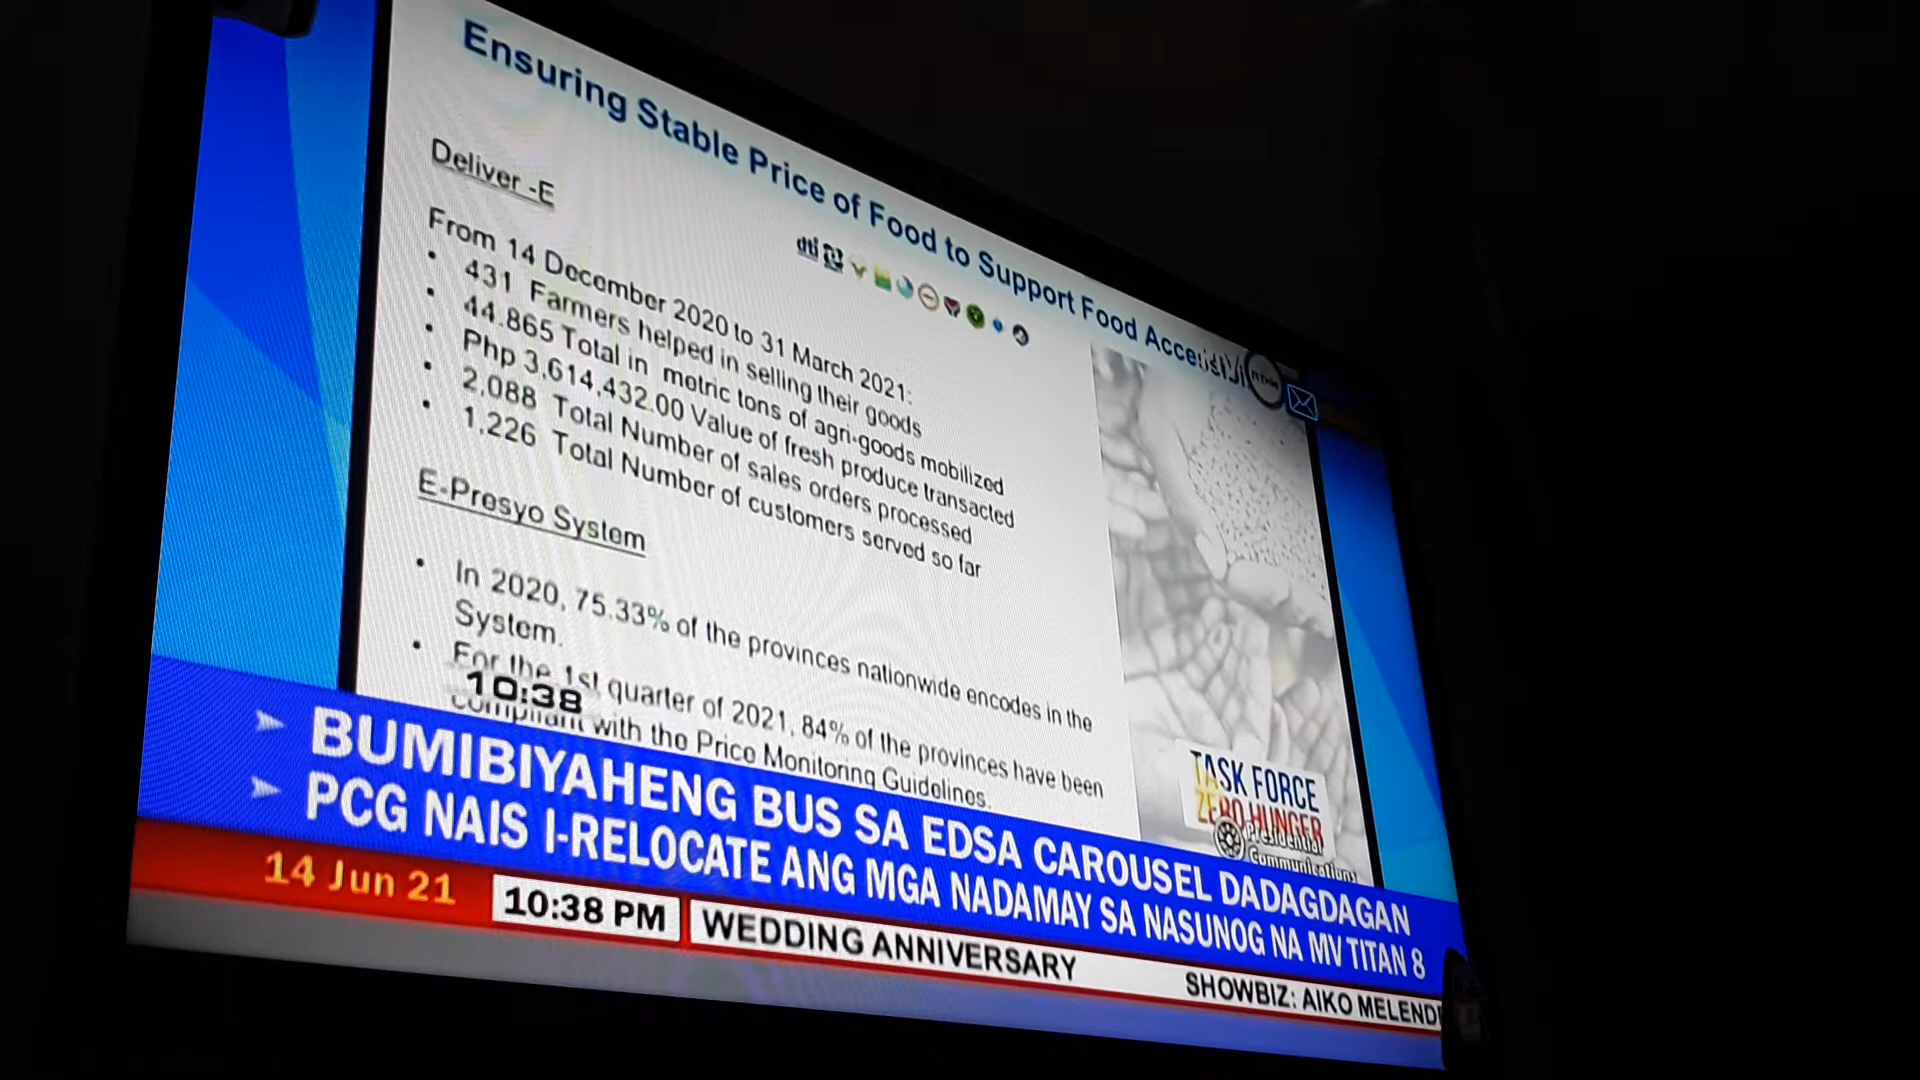 Ensuring Stable Price of Food to Support Food
dti
Deliver -E
From 14 December 2020 to 31 March 2021:
• 431 Farmers helped in selling their goods
• 44.865 Total in metric tons of agri-goods mobilized
• Php 3,614,432.00 Value of fresh produce transacted
• 2,088 Total Number of sales orders processed
• 1,226 Total Number of customers served so far
E-Presyo System
• In 2020, 75.33% of the provinces nationwide encodes in the
System.
• For the 1st quarter of 2021, 84% of the provinces have been
compliant with the Price Monitoring Guidelines.
10:38
TASK FORCE
ZERO HUNGER
Presidential
Communications
BUMIBIYAHENG BUS SA EDSA CAROUSEL DADAGDAGAN
PCG NAIS I-RELOCATE ANG MGA NADAMAY SA NASUNOG NA MV TITAN 8
14 Jun 21
10:38 PM
WEDDING ANNIVERSARY
SHOWBIZ: AIKO